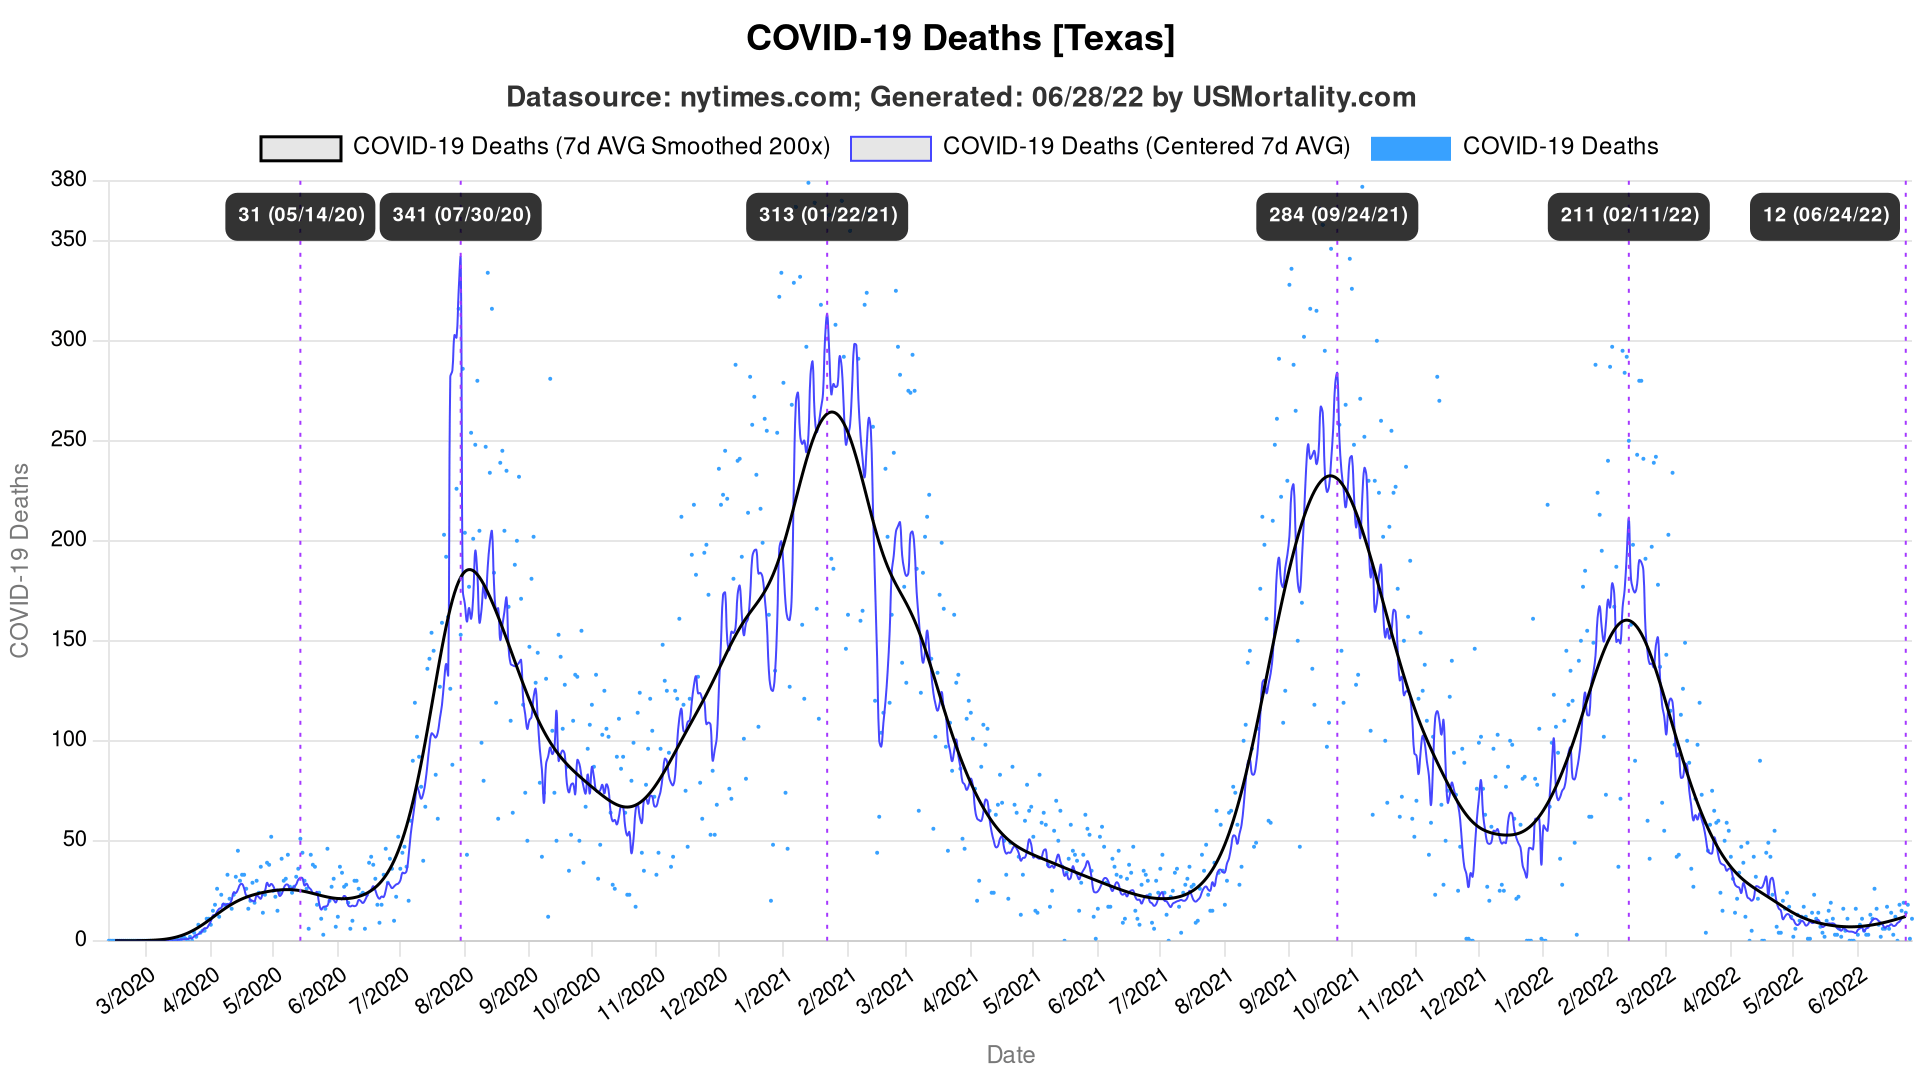 COVID-19 Deaths [Texas]
Datasource: nytimes.com; Generated: 06/28/22 by USMortality.com
COVID-19 Deaths (7d AVG Smoothed 200x) COVID-19 Deaths (Centered 7d AVG) COVID-19 Deaths
31 (05/14/20) 341 (07/30/20) 313 (01/22/21) 284 (09/24/21) 211 (02/11/22) 12 (06/24/22)
380
350
300
250
200
150
100
50
0
COVID-19 Deaths
3/2020 4/2020 5/2020 6/2020 7/2020 8/2020 9/2020 10/2020 11/2020 12/2020 1/2021 2/2021 3/2021 4/2021 5/2021 6/2021 7/2021 8/2021 9/2021 10/2021 11/2021 12/2021 1/2022 2/2022 3/2022 4/2022 5/2022 6/2022
Date